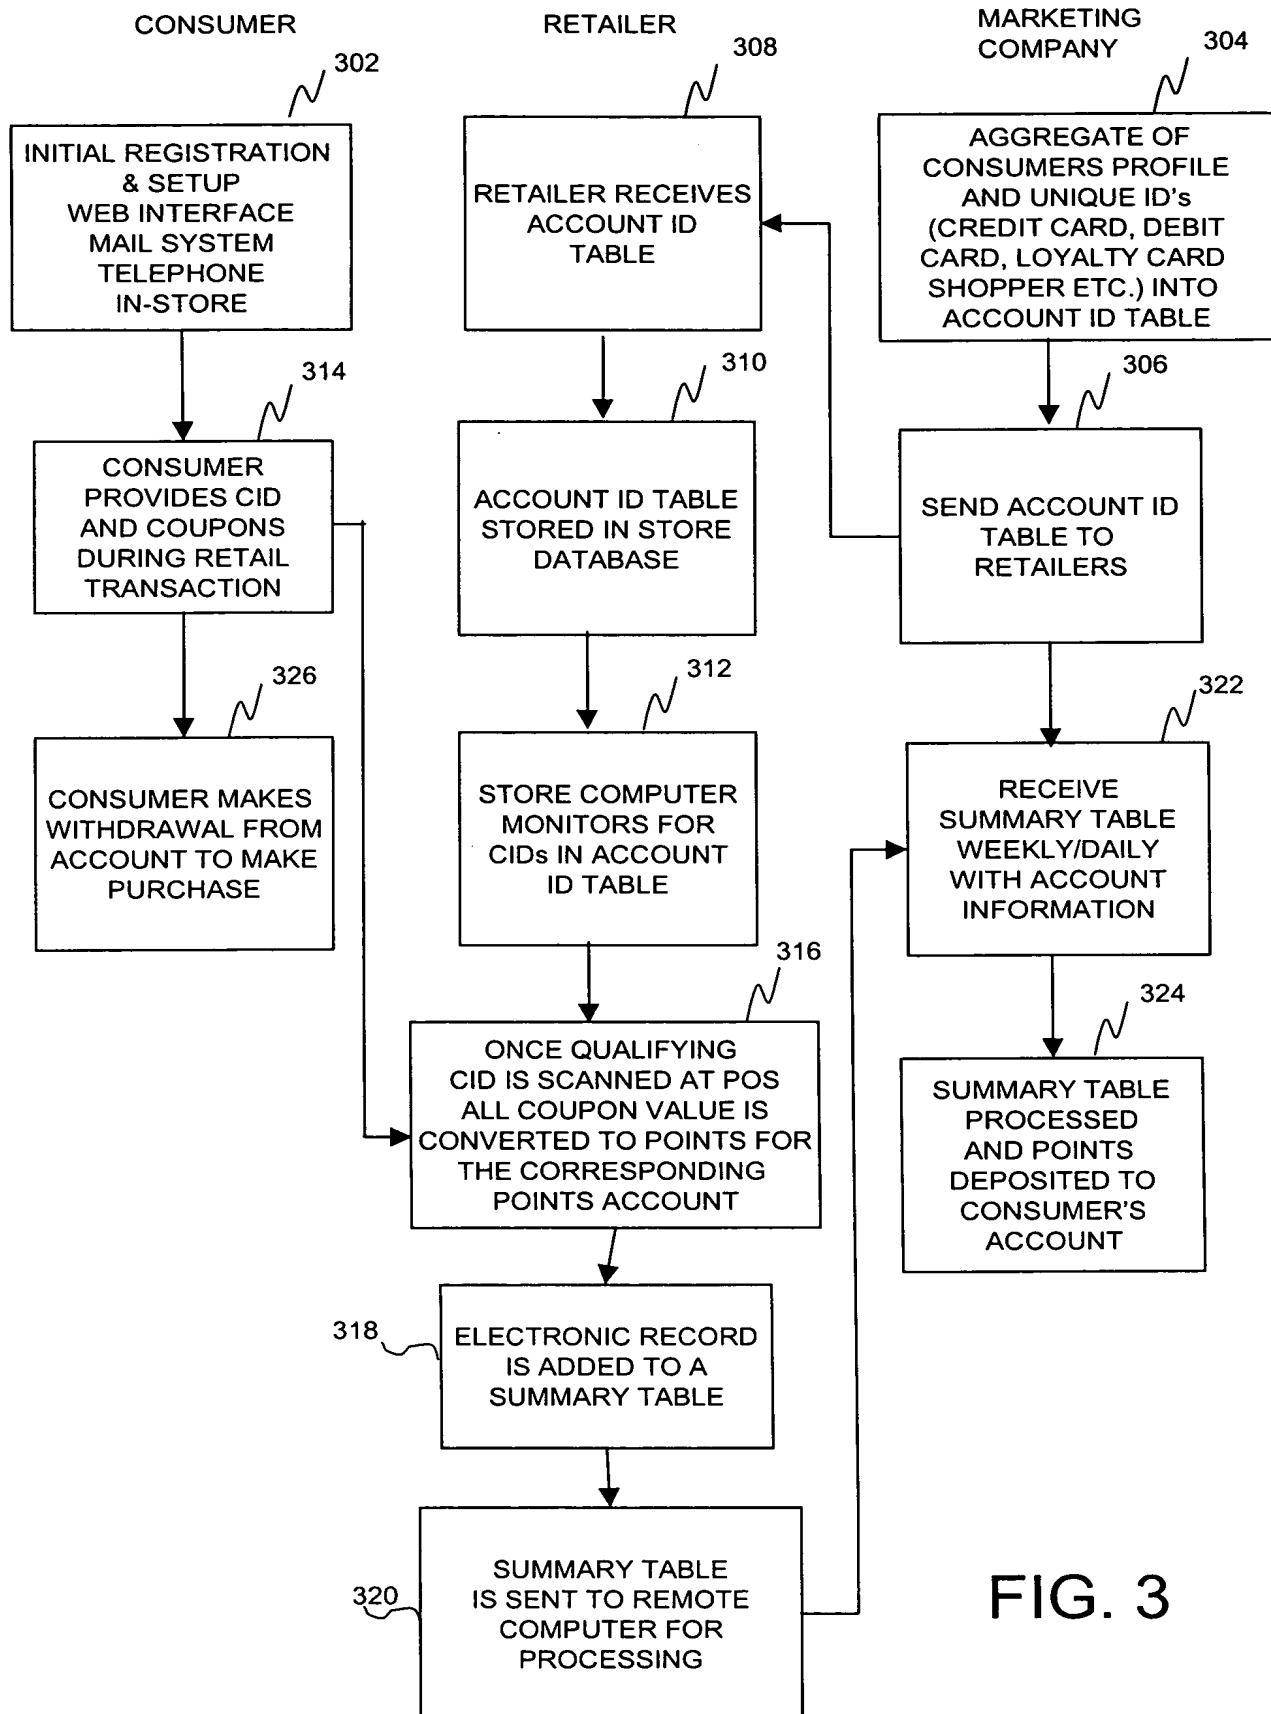 CONSUMER
RETAILER
MARKETING
COMPANY
302
INITIAL REGISTRATION
& SETUP
WEB INTERFACE
MAIL SYSTEM
TELEPHONE
IN-STORE
308
RETAILER RECEIVES
ACCOUNT ID
TABLE
304
AGGREGATE OF
CONSUMERS PROFILE
AND UNIQUE ID's
(CREDIT CARD, DEBIT
CARD, LOYALTY CARD
SHOPPER ETC.) INTO
ACCOUNT ID TABLE
314
CONSUMER
PROVIDES CID
AND COUPONS
DURING RETAIL
TRANSACTION
310
ACCOUNT ID TABLE
STORED IN STORE
DATABASE
306
SEND ACCOUNT ID
TABLE TO
RETAILERS
326
CONSUMER MAKES
WITHDRAWAL FROM
ACCOUNT TO MAKE
PURCHASE
312
STORE COMPUTER
MONITORS FOR
CIDs IN ACCOUNT
ID TABLE
322
RECEIVE
SUMMARY TABLE
WEEKLY/DAILY
WITH ACCOUNT
INFORMATION
316
ONCE QUALIFYING
CID IS SCANNED AT POS
ALL COUPON VALUE IS
CONVERTED TO POINTS FOR
THE CORRESPONDING
POINTS ACCOUNT
324
SUMMARY TABLE
PROCESSED
AND POINTS
DEPOSITED TO
CONSUMER'S
ACCOUNT
318
ELECTRONIC RECORD
IS ADDED TO A
SUMMARY TABLE
320
SUMMARY TABLE
IS SENT TO REMOTE
COMPUTER FOR
PROCESSING
FIG. 3